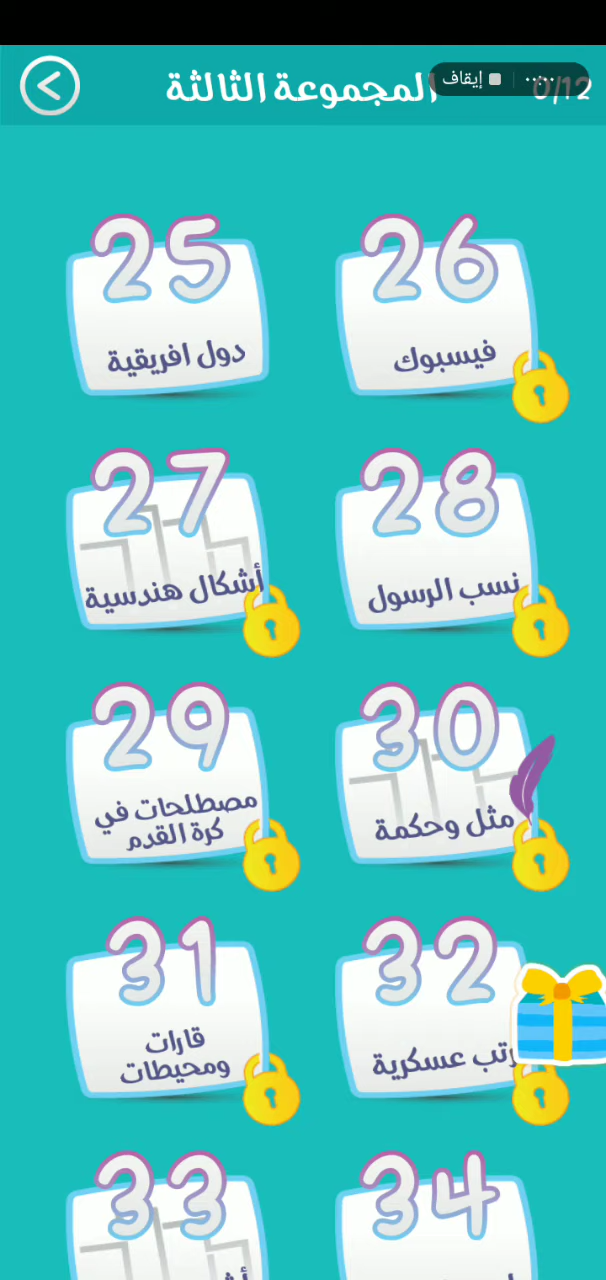 المجموعة الثالثة
0/12
إيقاف
25
دول افريقية
26
فيسبوك
27
أشكال هندسية
28
نسب الرسول
29
مصطلحات في
كرة القدم
30
مثل وحكمة
31
قارات
ومحيطات
32
رتب عسكرية
33
34